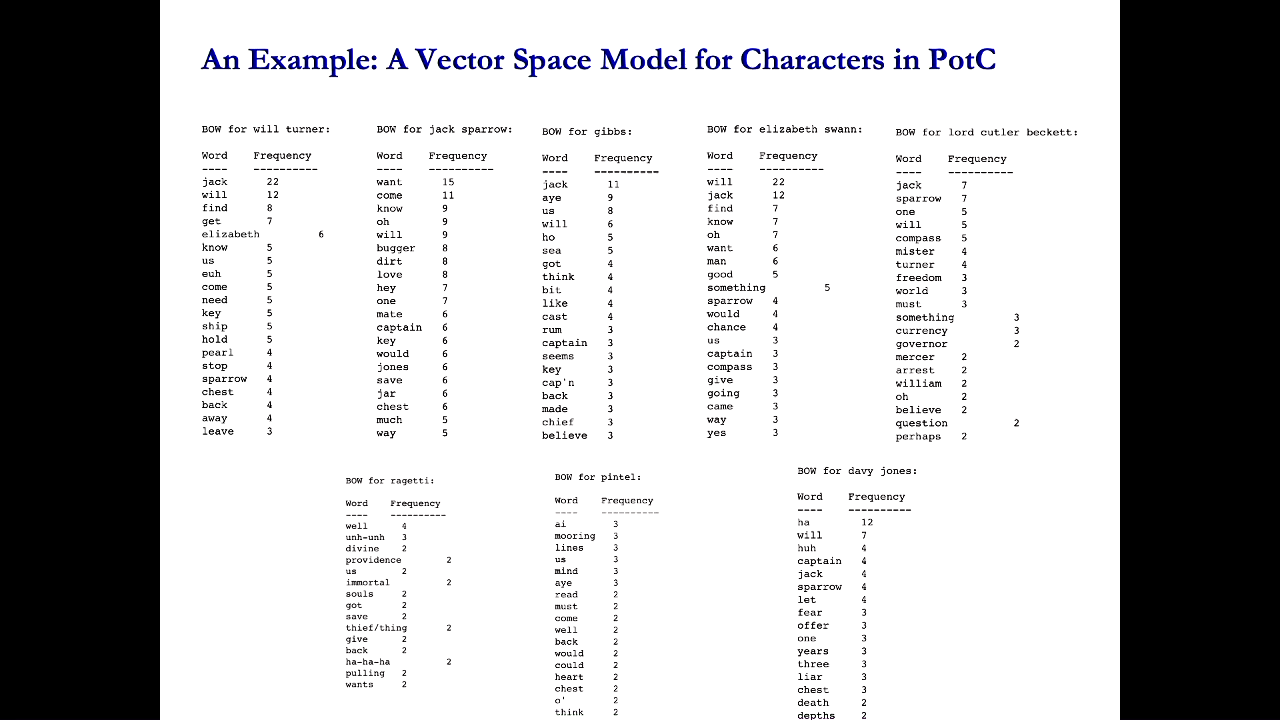 An Example: A Vector Space Model for Characters in PotC
BOW for will turner:
Word Frequency
---- ----------
jack 22
will 12
find 8
get 7
elizabeth 6
know 5
us 5
euh 5
come 5
need 5
key 5
ship 5
hold 5
pearl 4
stop 4
sparrow 4
chest 4
back 4
away 4
leave 3
BOW for jack sparrow:
Word Frequency
---- ----------
want 15
come 11
know 9
oh 9
will 9
bugger 8
dirt 8
love 8
hey 7
one 7
mate 6
captain 6
key 6
would 6
jones 6
save 6
jar 6
chest 6
much 5
way 5
BOW for gibbs:
Word Frequency
---- ----------
jack 11
aye 9
us 8
will 6
ho 5
sea 5
got 4
think 4
bit 4
like 4
cast 4
rum 3
captain 3
seems 3
key 3
cap'n 3
back 3
made 3
chief 3
believe 3
BOW for elizabeth swann:
Word Frequency
---- ----------
will 22
jack 12
find 7
know 7
oh 7
want 6
man 6
good 5
something 5
sparrow 4
would 4
chance 4
us 3
captain 3
compass 3
give 3
going 3
came 3
way 3
yes 3
BOW for lord cutler beckett:
Word Frequency
---- ----------
jack 7
sparrow 7
one 5
will 5
compass 5
mister 4
turner 4
freedom 3
world 3
must 3
something 3
currency 3
governor 2
mercer 2
arrest 2
william 2
oh 2
believe 2
question 2
perhaps 2
BOW for ragetti:
Word Frequency
---- ----------
well 4
unh-unh 3
divine 2
providence 2
us 2
immortal 2
souls 2
got 2
save 2
thief/thing 2
give 2
back 2
ha-ha-ha 2
pulling 2
wants 2
BOW for pintel:
Word Frequency
---- ----------
ai 3
mooring 3
lines 3
us 3
mind 3
aye 3
read 2
must 2
come 2
well 2
back 2
would 2
could 2
heart 2
chest 2
o' 2
think 2
BOW for davy jones:
Word Frequency
---- ----------
ha 12
will 7
huh 4
captain 4
jack 4
sparrow 4
let 4
fear 3
offer 3
one 3
years 3
three 3
liar 3
chest 3
death 2
depths 2